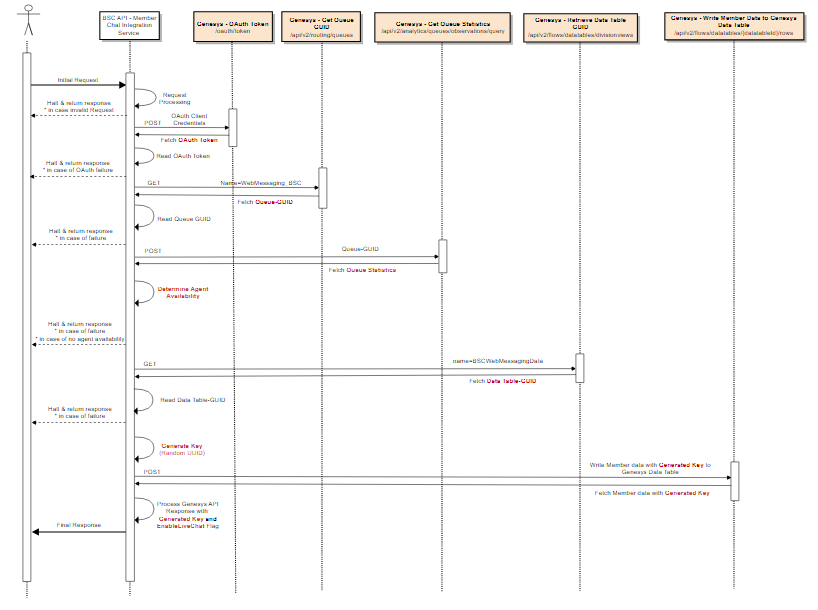 BSC API - Member
Chat Integration
Service
Genesys - OAuth Token
/oauth/token
Genesys - Get Queue
GUID
/api/v2/routing/queues
Genesys - Get Queue Statistics
/api/v2/analytics/queues/observations/query
Genesys - Retrieve Data Table
GUID
/api/v2/flows/datatables/divisionviews
Genesys - Write Member Data to Genesys
Data Table
/api/v2/flows/datatables/{datatableId}/rows
Initial Request
Request
Processing
Halt & return response
* in case invalid Request
OAuth Client
Credentials
POST
Fetch OAuth Token
Read OAuth Token
Halt & return response
* in case of OAuth failure
GET
Name=WebMessaging_BSC
Fetch Queue-GUID
Read Queue GUID
Halt & return response
* in case of failure
POST
Queue-GUID
Fetch Queue Statistics
Determine Agent
Availability
Halt & return response
* in case of failure
* in case of no agent availability
GET
name=BSCWebMessagingData
Fetch Data Table-GUID
Read Data Table-GUID
Halt & return response
* in case of failure
Generate Key
(Random UUID)
POST
Write Member data with Generated Key to
Genesys Data Table
Fetch Member data with Generated Key
Process Genesys API
Response with
Generated Key and
EnableLiveChat Flag
Final Response